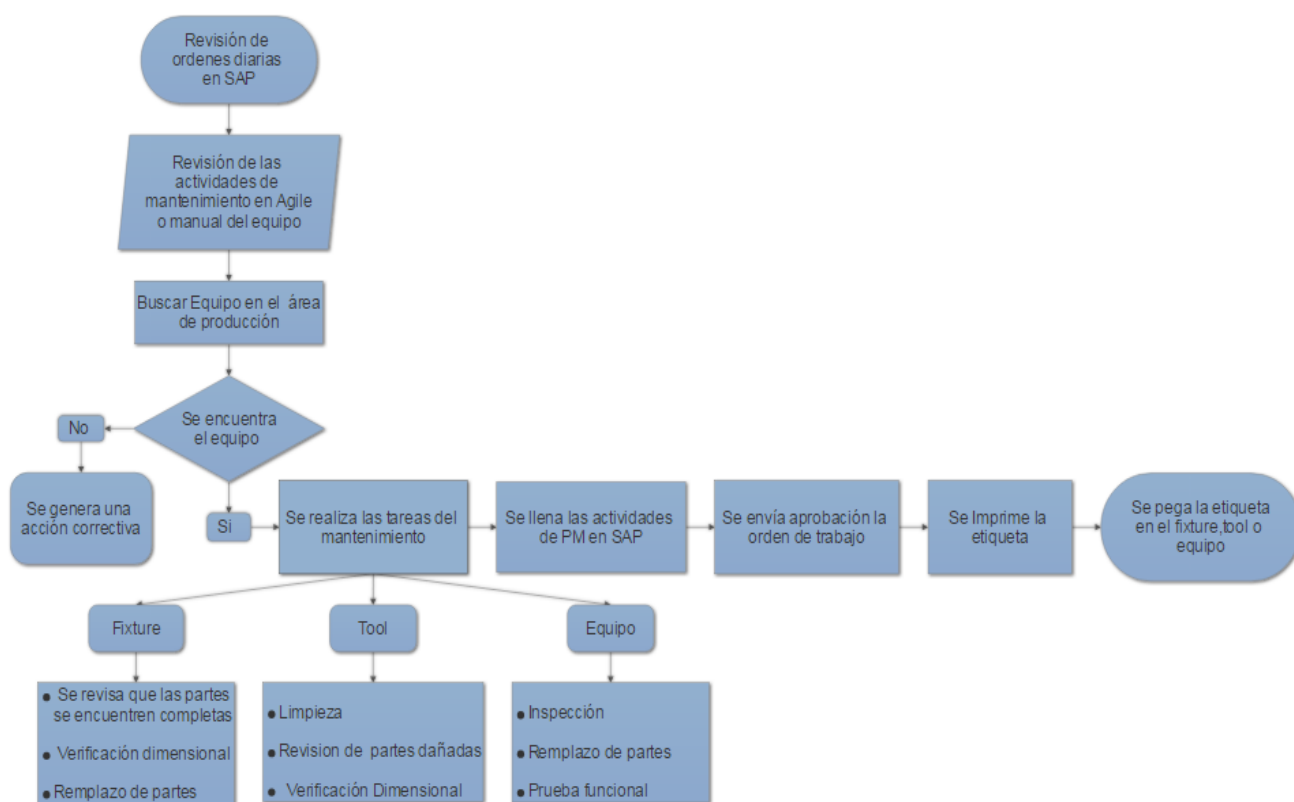 Revisión de
ordenes diarias
en SAP
Revisión de las
actividades de
mantenimiento en Agile
o manual del equipo
Buscar Equipo en el área
de producción
Se encuentra
el equipo
No
Se genera una
acción correctiva
Si
Se realiza las tareas del
mantenimiento
Se llena las actividades
de PM en SAP
Se envía aprobación la
orden de trabajo
Se Imprime la
etiqueta
Se pega la etiqueta
en el fixture,tool o
equipo
Fixture
Tool
Equipo
● Se revisa que las partes
se encuentren completas
● Verificación dimensional
● Remplazo de partes
● Limpieza
● Revision de partes dañadas
● Verificación Dimensional
● Inspección
● Remplazo de partes
● Prueba funcional